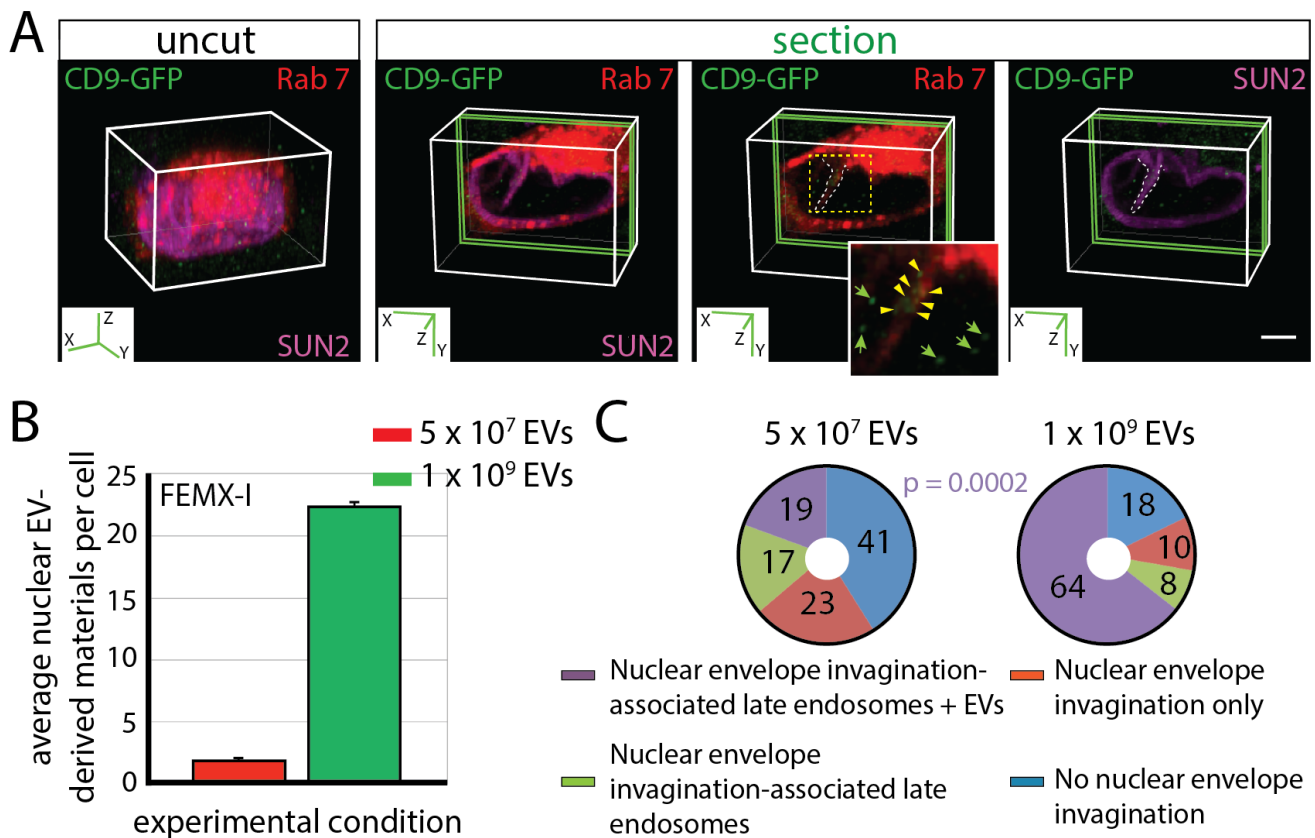 A
uncut
section
CD9-GFP Rab 7
SUN2
X Z Y
CD9-GFP Rab 7
SUN2
X Z Y
CD9-GFP Rab 7
X Z Y
CD9-GFP SUN2
X Z Y
B
5 x 10⁷ EVs
1 x 10⁹ EVs
FEMX-I
average nuclear EV-
derived materials per cell
25
20
15
10
5
0
experimental condition
C
5 x 10⁷ EVs
1 x 10⁹ EVs
p = 0.0002
19
41
17
23
18
10
8
64
Nuclear envelope invagination-
associated late endosomes + EVs
Nuclear envelope
invagination-associated late
endosomes
Nuclear envelope
invagination only
No nuclear envelope
invagination